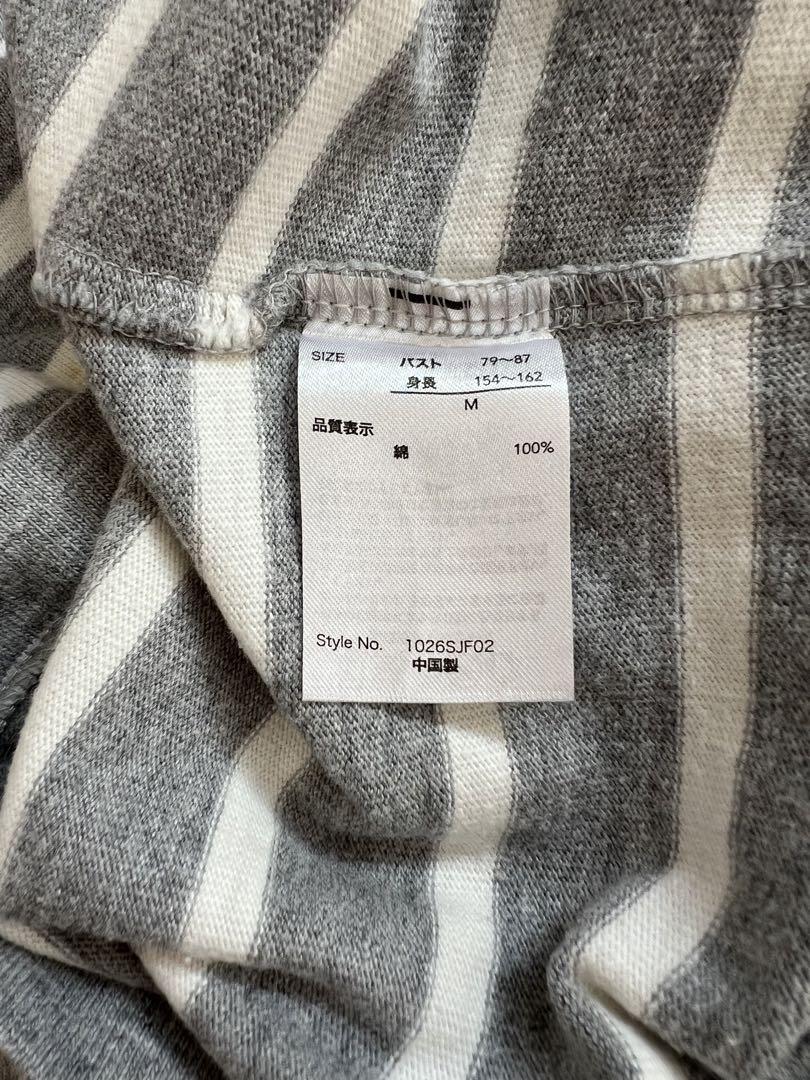 SIZE バスト 79～87
身長 154～162
M
品質表示
綿 100%
Style No. 1026SJF02
中国製